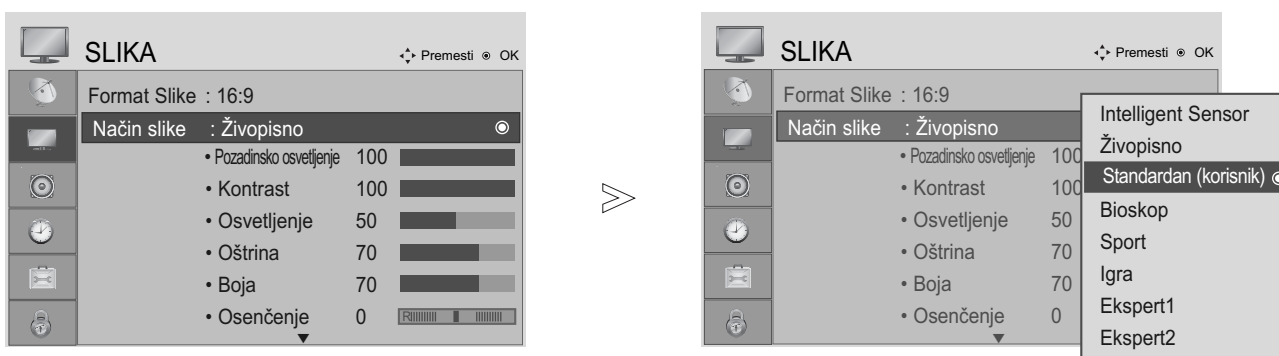 SLIKA
Premesti OK
Format Slike : 16:9
Način slike : Živopisno
• Pozadinsko osvetljenje 100
• Kontrast 100
• Osvetljenje 50
• Oštrina 70
• Boja 70
• Osenčenje 0 R
SLIKA
Premesti OK
Format Slike : 16:9
Način slike : Živopisno
• Pozadinsko osvetljenje 100
• Kontrast 100
• Osvetljenje 50
• Oštrina 70
• Boja 70
• Osenčenje 0
Intelligent Sensor
Živopisno
Standardan (korisnik)
Bioskop
Sport
Igra
Ekspert1
Ekspert2